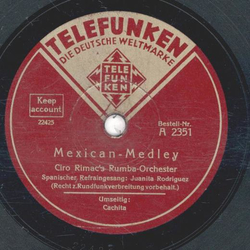 TELEFUNKEN
DIE DEUTSCHE WELTMARKE
TELE
FUN
KEN
Keep
account
22425
Bestell-Nr.
A 2351
Mexican-Medley
Ciro Rimac's Rumba-Orchester
Spanischer Refraingesang: Juanita Rodriguez
(Recht z. Rundfunkverbreitung vorbehalt.)
Umseitig:
Cachita